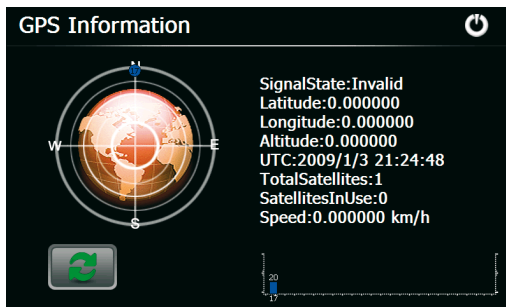 GPS Information
N
17
W
E
S
SignalState:Invalid
Latitude:0.000000
Longitude:0.000000
Altitude:0.000000
UTC:2009/1/3 21:24:48
TotalSatellites:1
SatellitesInUse:0
Speed:0.000000 km/h
20
17